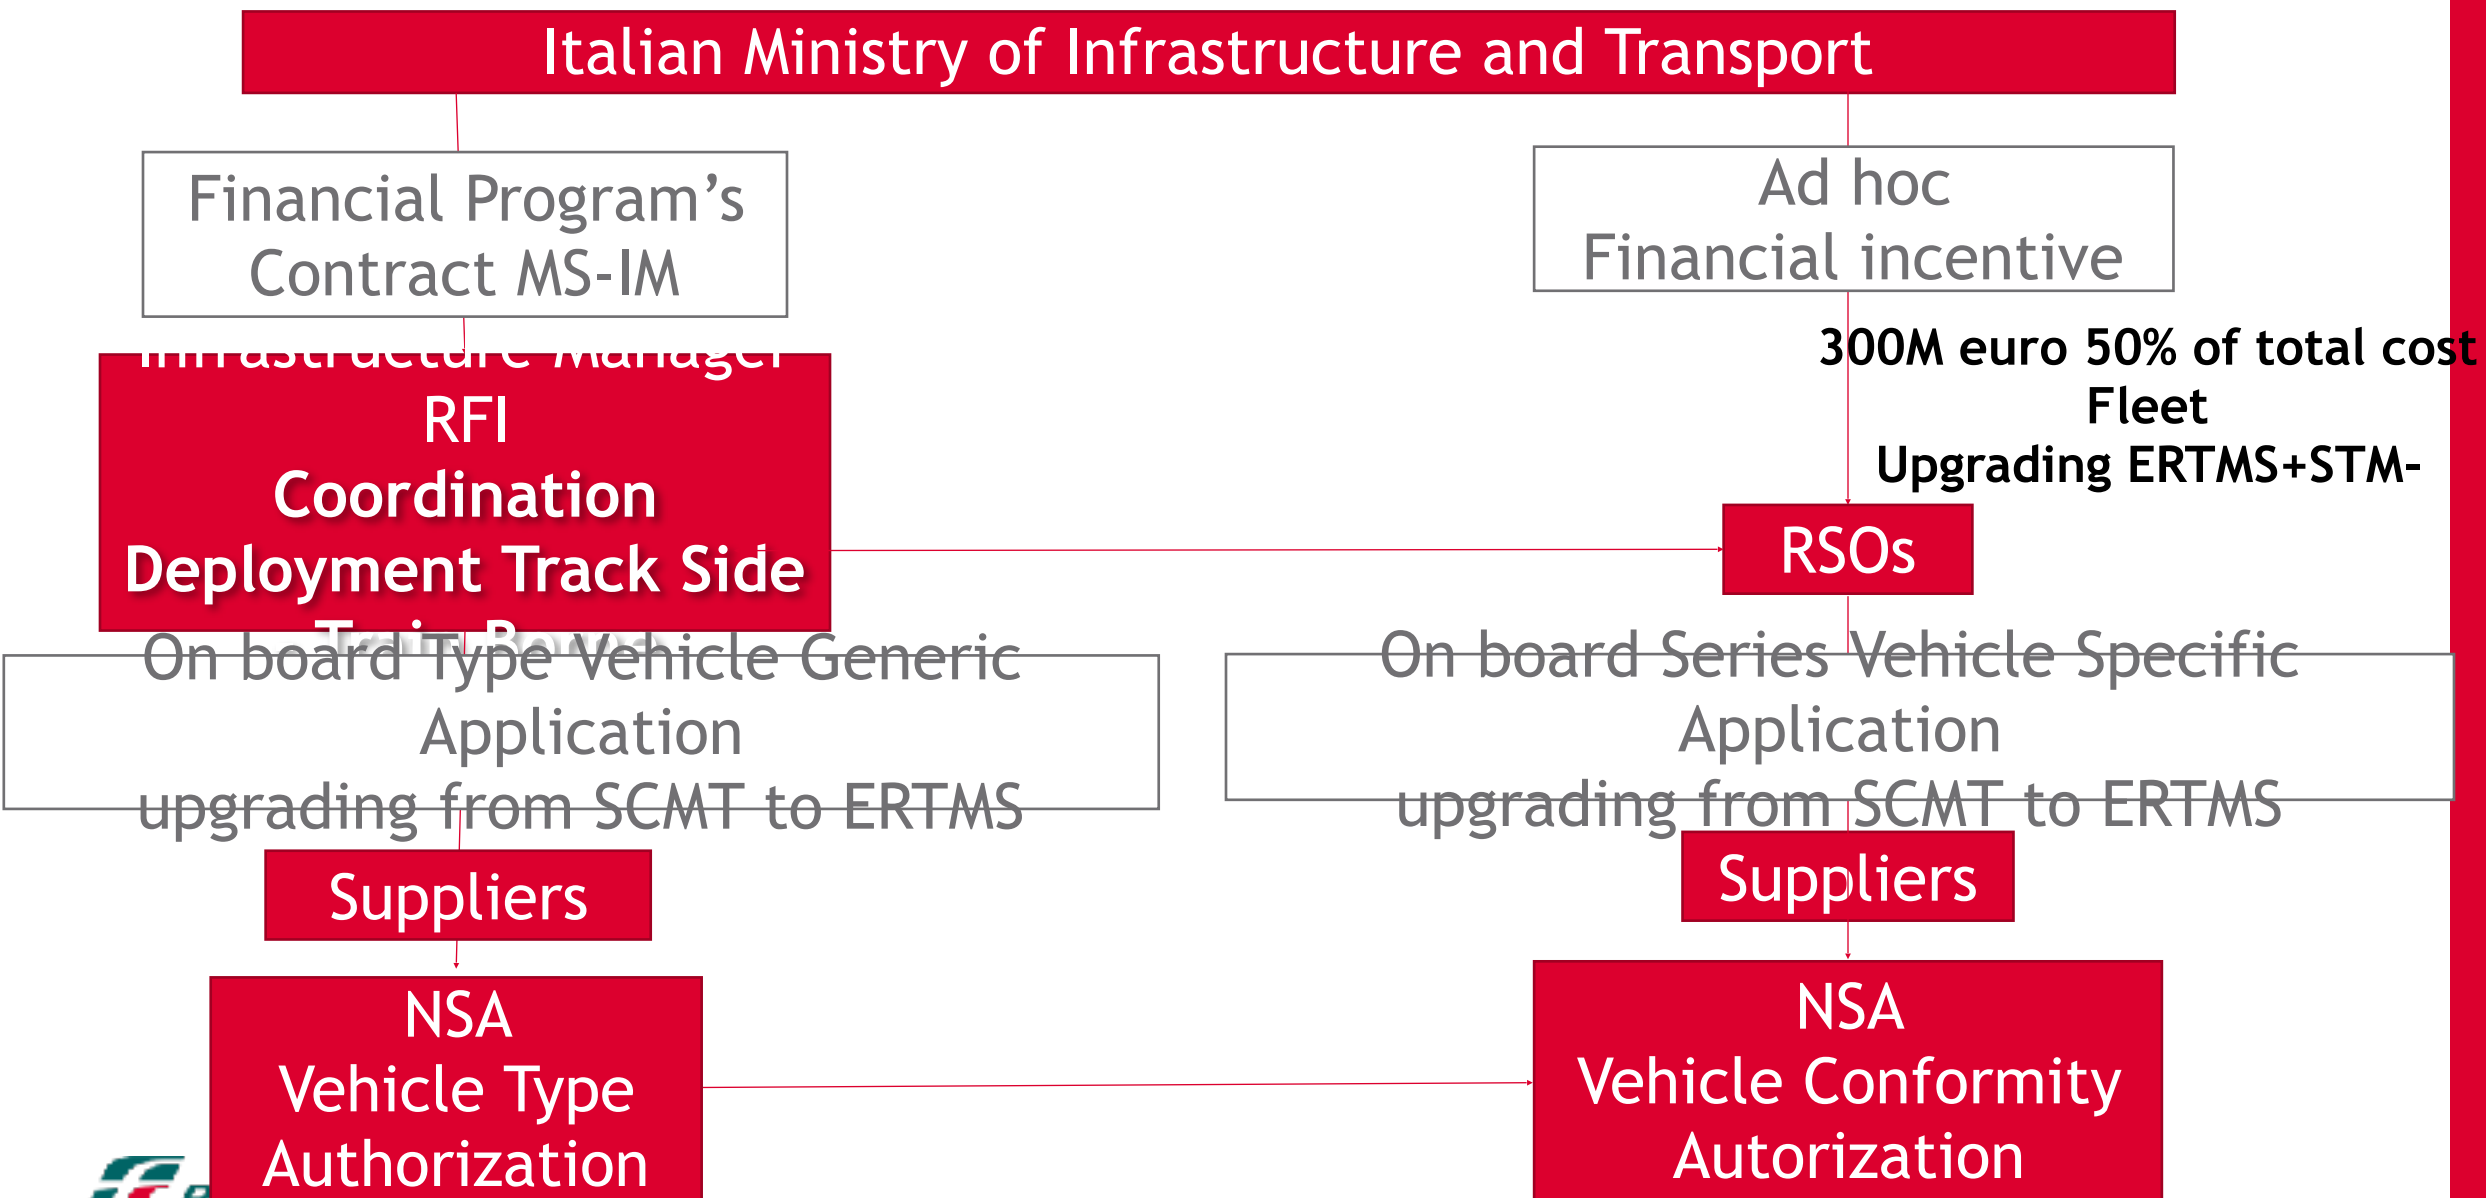 Italian Ministry of Infrastructure and Transport
Financial Program’s
Contract MS-IM
Ad hoc
Financial incentive
300M euro 50% of total cost
Fleet
Upgrading ERTMS+STM-
Infrastructure Manager
RFI
Coordination
Deployment Track Side
RSOs
On board Type Vehicle Generic
Application
upgrading from SCMT to ERTMS
On board Series Vehicle Specific
Application
upgrading from SCMT to ERTMS
Suppliers
Suppliers
NSA
Vehicle Type
Authorization
NSA
Vehicle Conformity
Autorization